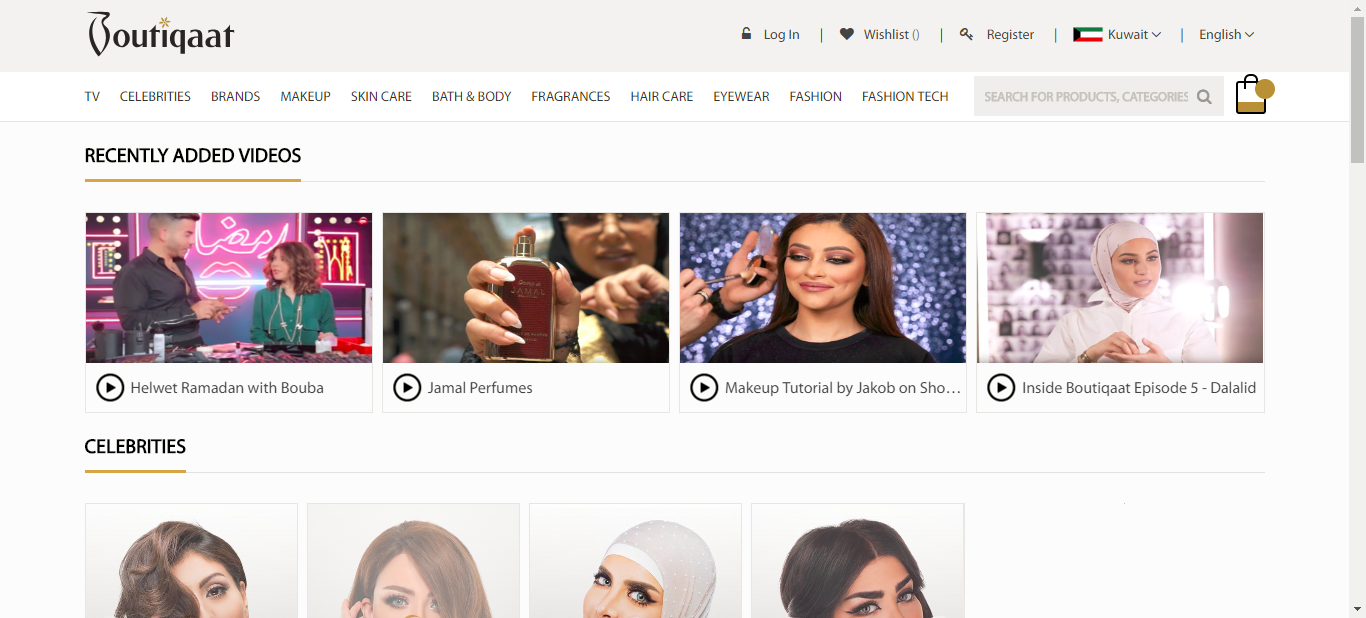 Boutiqaat
Log In | Wishlist () | Register | Kuwait | English
TV CELEBRITIES BRANDS MAKEUP SKIN CARE BATH & BODY FRAGRANCES HAIR CARE EYEWEAR FASHION FASHION TECH SEARCH FOR PRODUCTS, CATEGORIES
RECENTLY ADDED VIDEOS
رمضان
JAMAL
Helwet Ramadan with Bouba
Jamal Perfumes
Makeup Tutorial by Jakob on Sho…
Inside Boutiqaat Episode 5 - Dalalid
CELEBRITIES